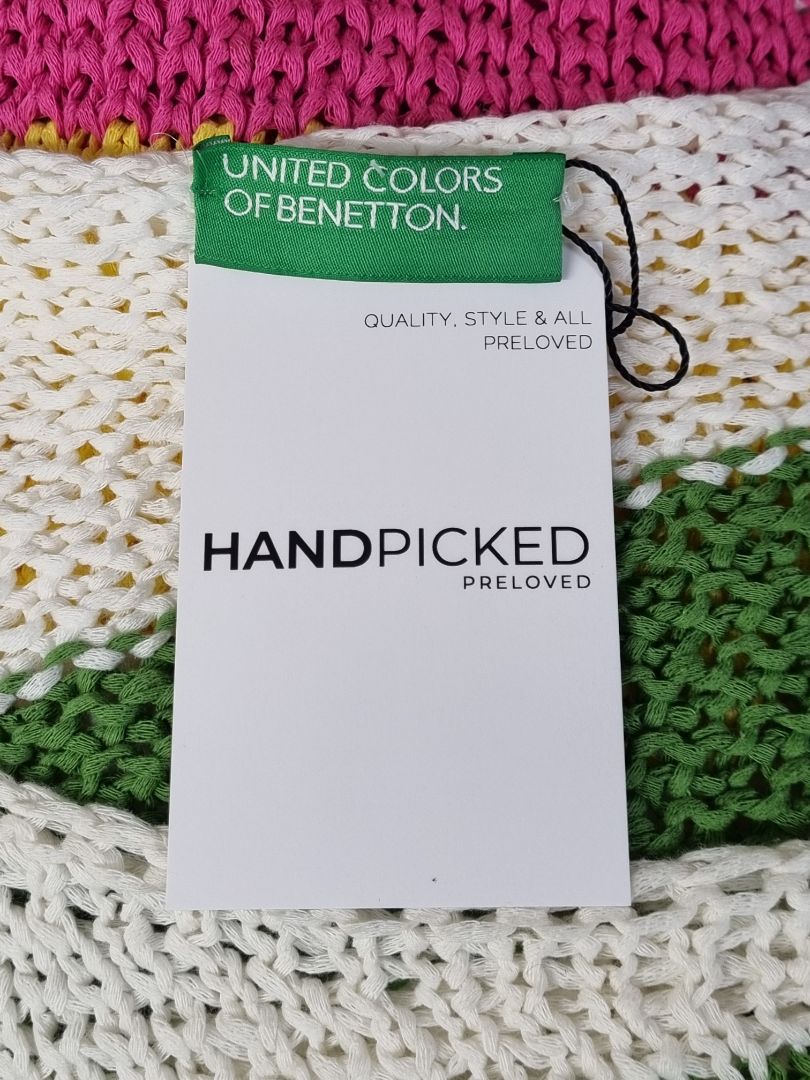 UNITED COLORS
OF BENETTON.
QUALITY, STYLE & ALL
PRELOVED
HANDPICKED
PRELOVED